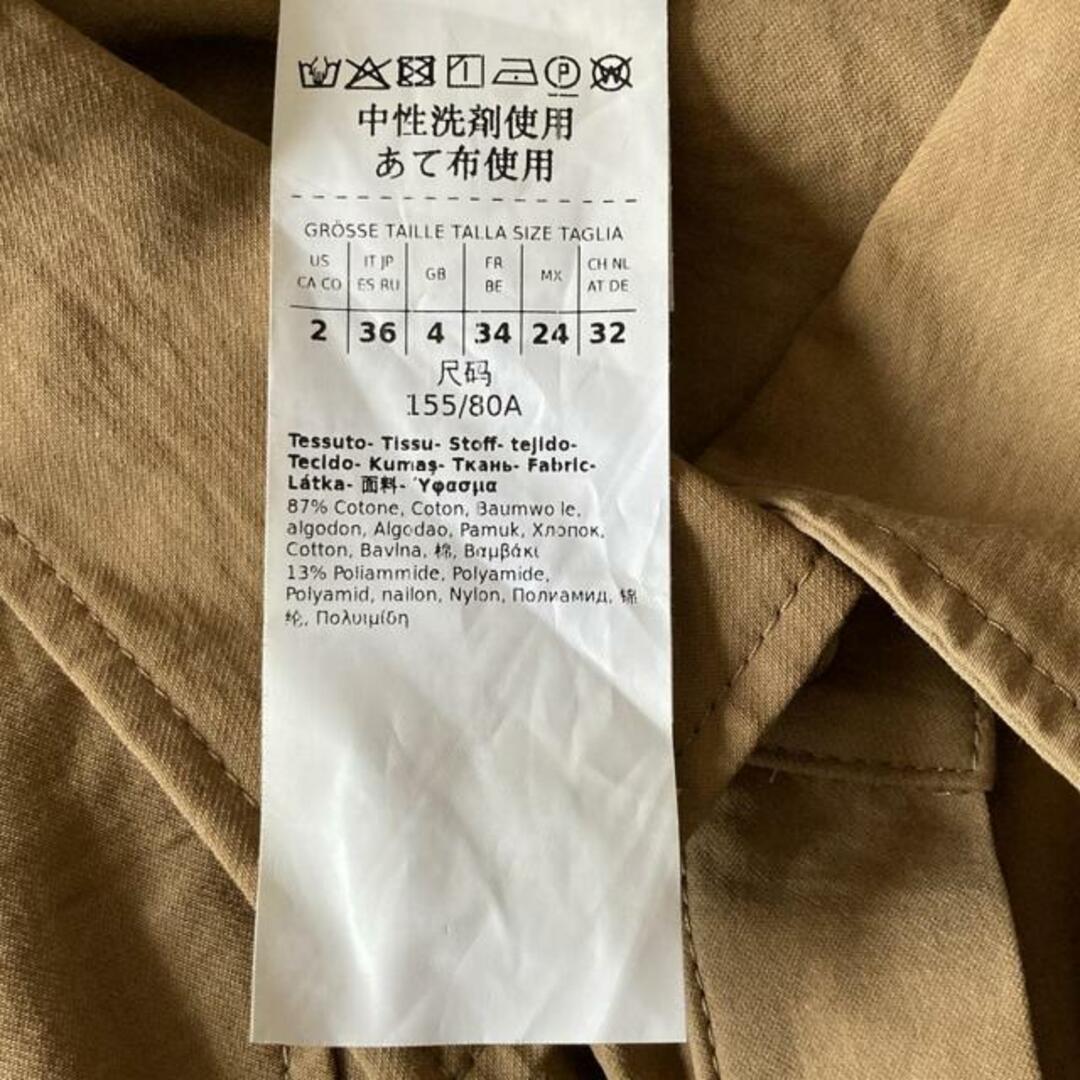 中性洗剤使用
あて布使用
GRÖSSE TAILLE TALLA SIZE TAGLIA
US CA CO IT JP ES RU GB FR BE MX CH NL AT DE
2 36 4 34 24 32
尺码
155/80A
Tessuto- Tissu- Stoff- tejido-
Tecido- Kumaş- Ткань- Fabric-
Látka- 面料- Ύφασμα
87% Cotone, Coton, Baumwolle,
algodon, Algodao, Pamuk, Хлопок,
Cotton, Bavlna, 棉, Βαμβάκι
13% Poliammide, Polyamide,
Polyamid, nailon, Nylon, Полиамид, 锦
纶, Πολυιμίδη